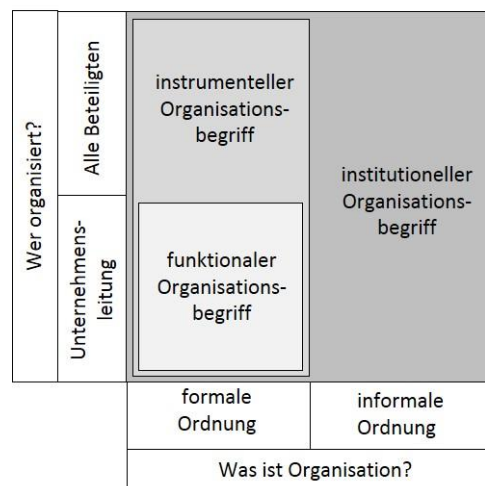 Wer organisiert?
Alle Beteiligten
Unternehmens-
leitung
instrumenteller
Organisations-
begriff
institutioneller
Organisations-
begriff
funktionaler
Organisations-
begriff
formale
Ordnung
informale
Ordnung
Was ist Organisation?